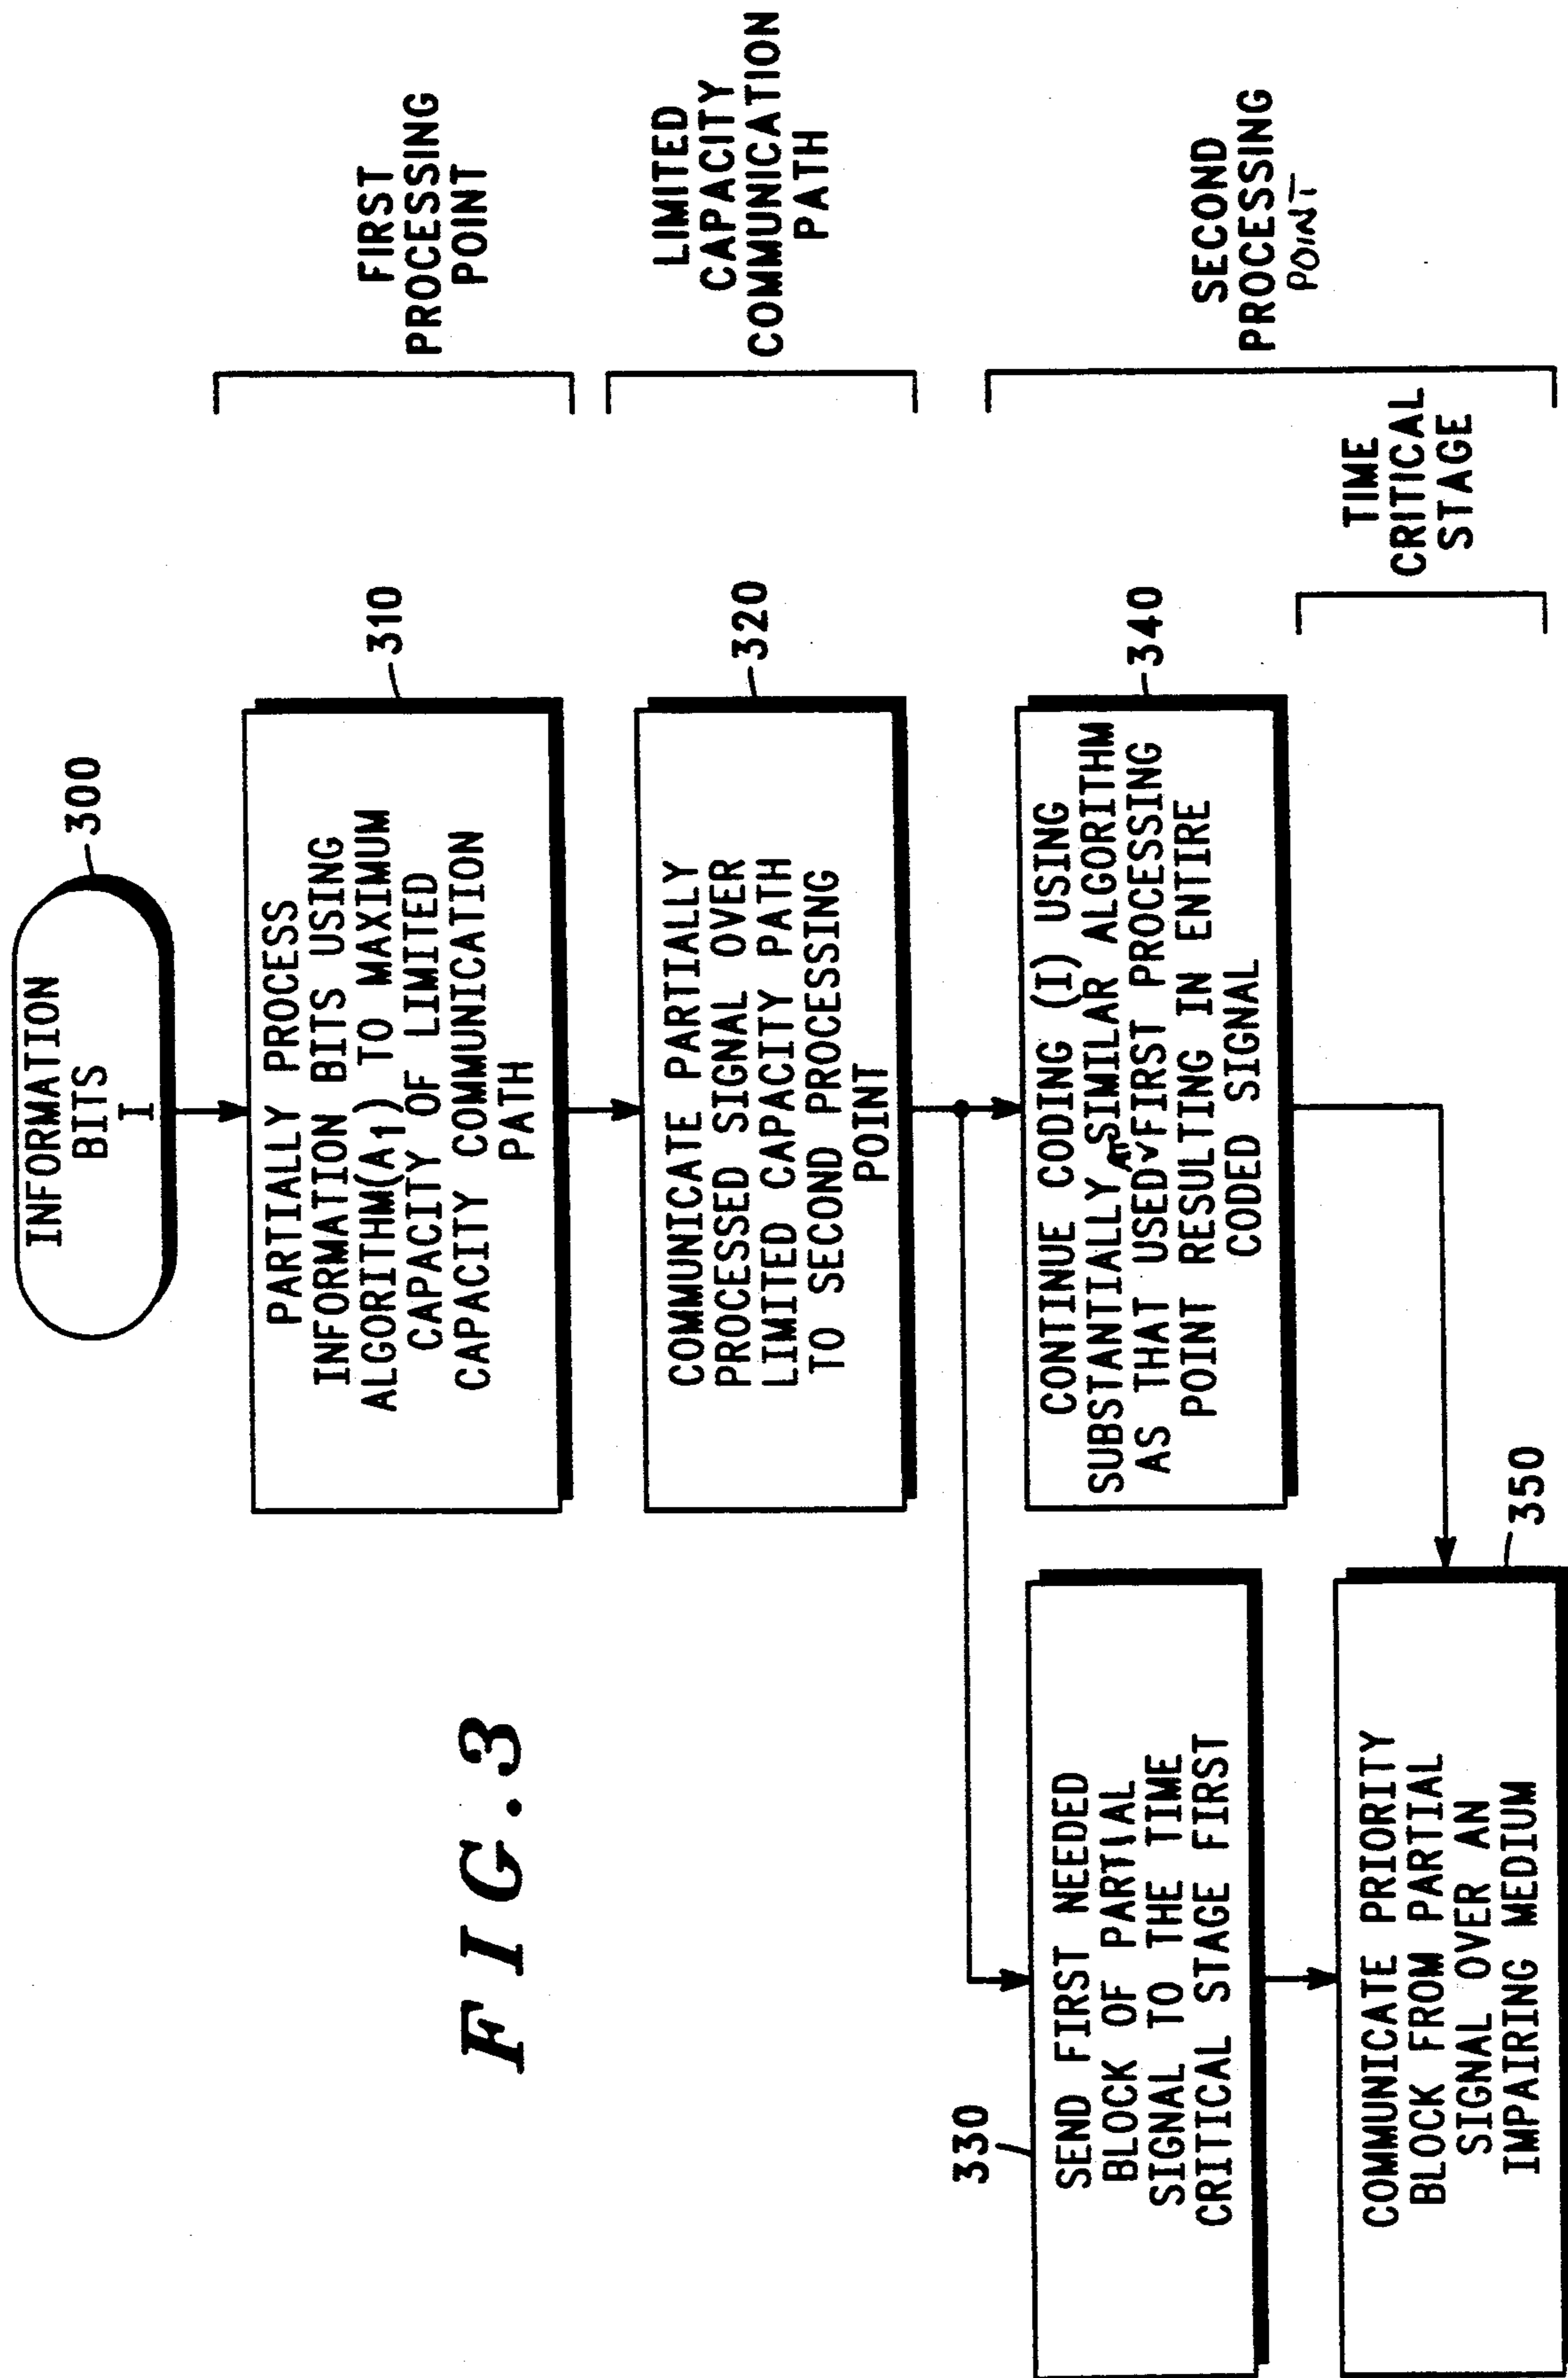 INFORMATION
BITS
I
300
PARTIALLY PROCESS
INFORMATION BITS USING
ALGORITHM(A1) TO MAXIMUM
CAPACITY OF LIMITED
CAPACITY COMMUNICATION
PATH
310
FIRST
PROCESSING
POINT
COMMUNICATE PARTIALLY
PROCESSED SIGNAL OVER
LIMITED CAPACITY PATH
TO SECOND PROCESSING
POINT
320
LIMITED
CAPACITY
COMMUNICATION
PATH
330
SEND FIRST NEEDED
BLOCK OF PARTIAL
SIGNAL TO THE TIME
CRITICAL STAGE FIRST
CONTINUE CODING (I) USING
SUBSTANTIALLY SIMILAR ALGORITHM
AS THAT USED FIRST PROCESSING
POINT RESULTING IN ENTIRE
CODED SIGNAL
340
SECOND
PROCESSING
POINT
COMMUNICATE PRIORITY
BLOCK FROM PARTIAL
SIGNAL OVER AN
IMPAIRING MEDIUM
350
TIME
CRITICAL
STAGE
FIG.3